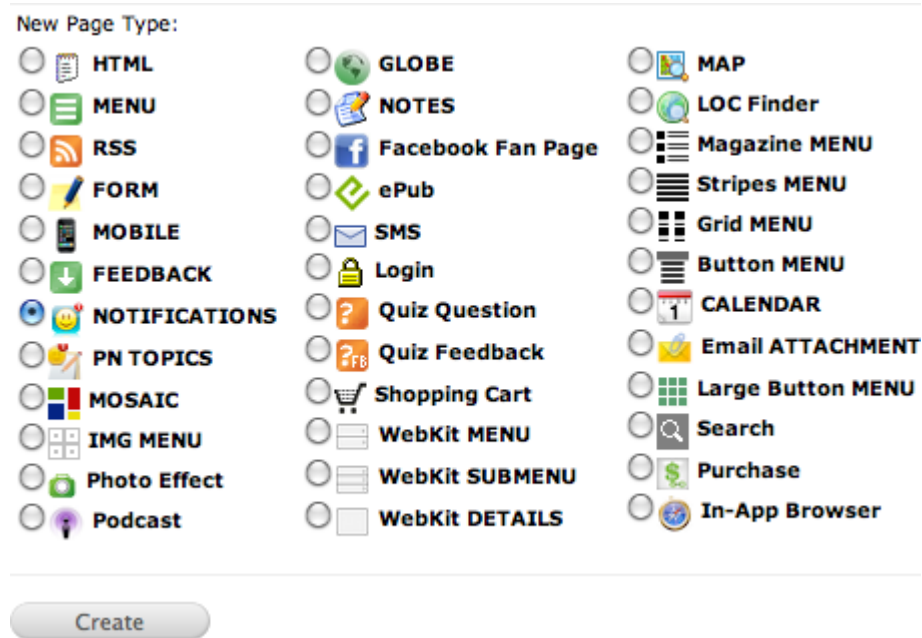 New Page Type:
HTML
MENU
RSS
FORM
MOBILE
FEEDBACK
NOTIFICATIONS
PN TOPICS
MOSAIC
IMG MENU
Photo Effect
Podcast
GLOBE
NOTES
Facebook Fan Page
ePub
SMS
Login
Quiz Question
Quiz Feedback
Shopping Cart
WebKit MENU
WebKit SUBMENU
WebKit DETAILS
MAP
LOC Finder
Magazine MENU
Stripes MENU
Grid MENU
Button MENU
CALENDAR
Email ATTACHMENT
Large Button MENU
Search
Purchase
In-App Browser
Create